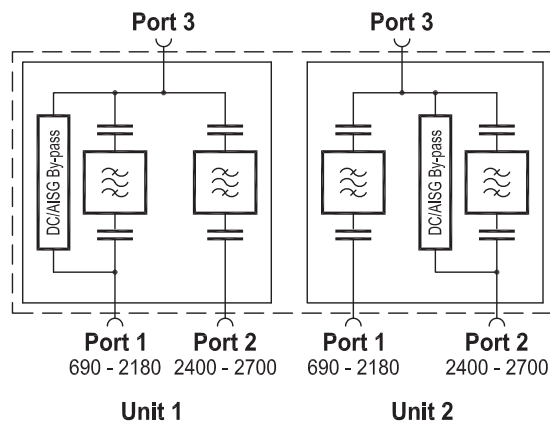 Port 3
Port 3
DC/AISG By-pass
DC/AISG By-pass
Port 1
Port 2
Port 1
Port 2
690 - 2180
2400 - 2700
690 - 2180
2400 - 2700
Unit 1
Unit 2